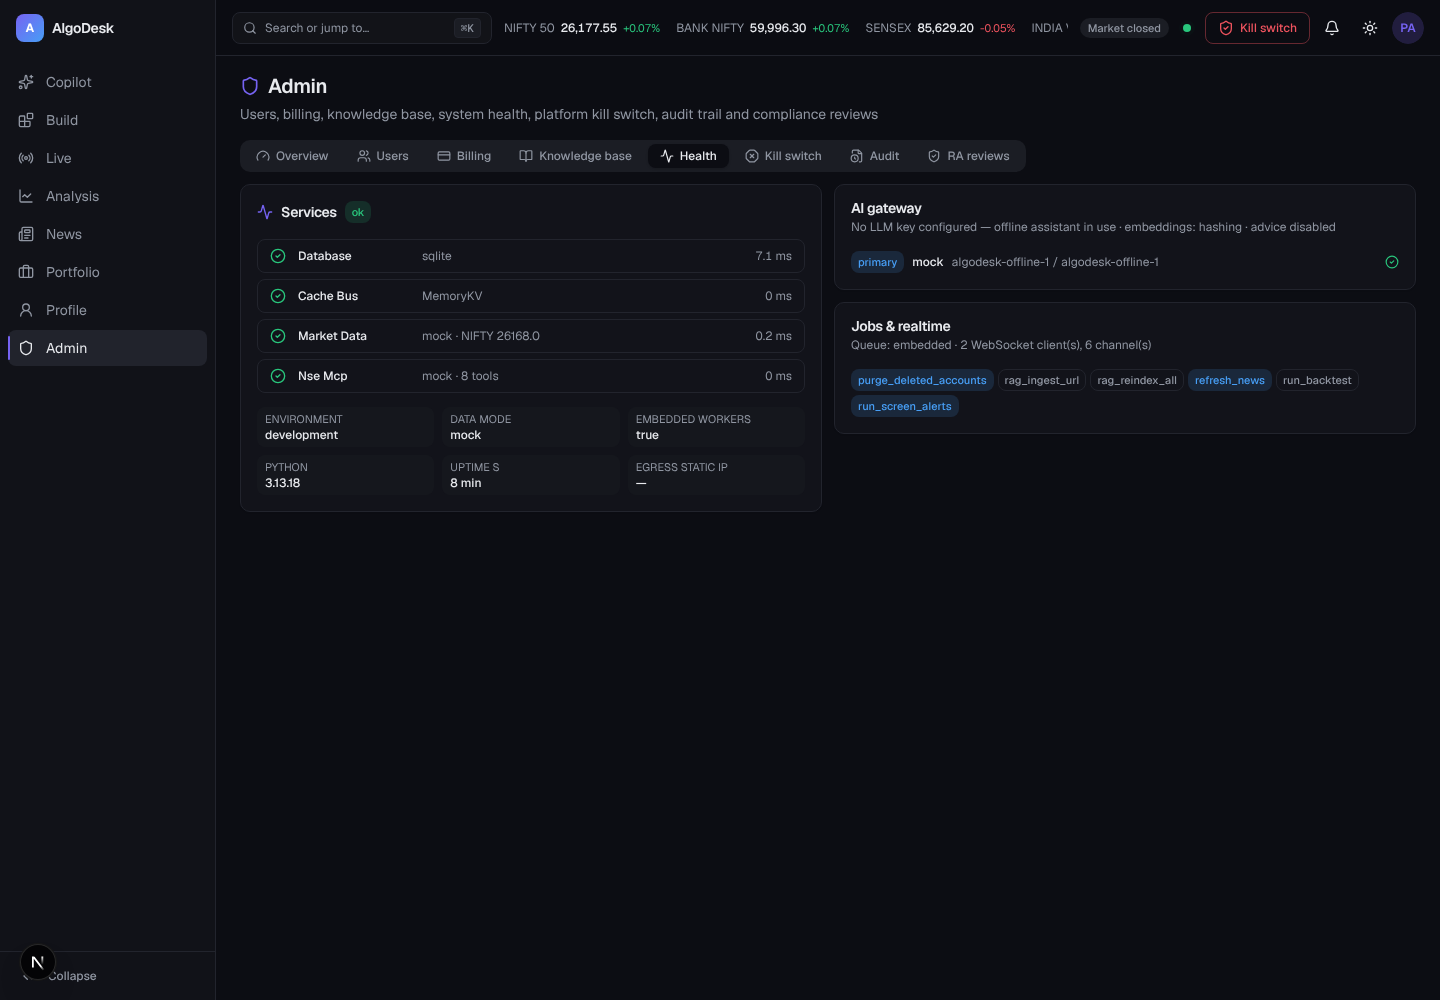 A AlgoDesk
Search or jump to... ⌘K
NIFTY 50 26,177.55 +0.07% BANK NIFTY 59,996.30 +0.07% SENSEX 85,629.20 -0.05% INDIA
Market closed
Kill switch
PA
Copilot
Build
Live
Analysis
News
Portfolio
Profile
Admin
Admin
Users, billing, knowledge base, system health, platform kill switch, audit trail and compliance reviews
Overview Users Billing Knowledge base Health Kill switch Audit RA reviews
Services ok
Database sqlite 7.1 ms
Cache Bus MemoryKV 0 ms
Market Data mock · NIFTY 26168.0 0.2 ms
Nse Mcp mock · 8 tools 0 ms
ENVIRONMENT DATA MODE EMBEDDED WORKERS
development mock true
PYTHON UPTIME S EGRESS STATIC IP
3.13.18 8 min —
AI gateway
No LLM key configured — offline assistant in use · embeddings: hashing · advice disabled
primary mock algodesk-offline-1 / algodesk-offline-1
Jobs & realtime
Queue: embedded · 2 WebSocket client(s), 6 channel(s)
purge_deleted_accounts rag_ingest_url rag_reindex_all refresh_news run_backtest
run_screen_alerts
N
Collapse